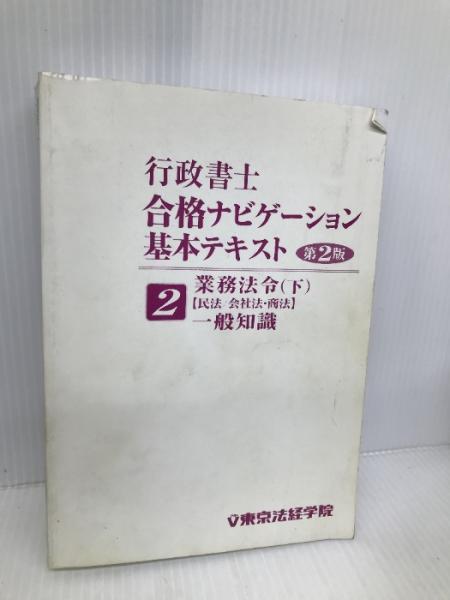 行政書士
合格ナビゲーション
基本テキスト 第2版
2 業務法令(下)
【民法/会社法・商法】
一般知識
東京法経学院